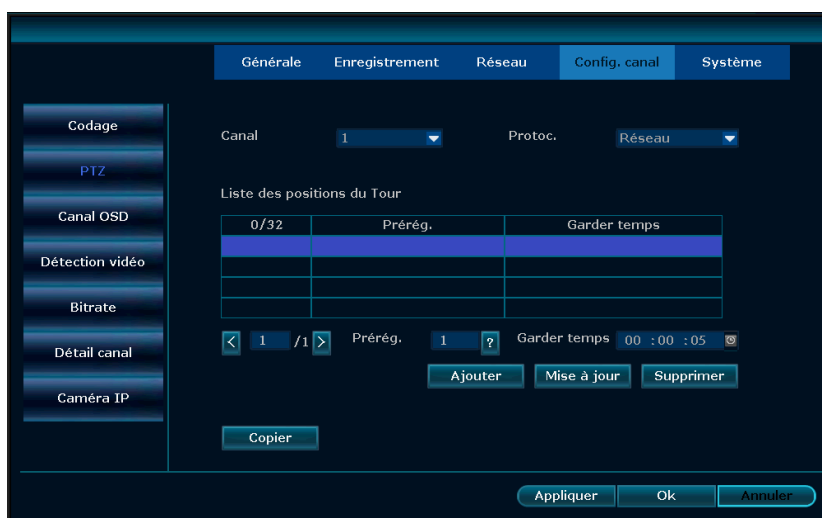 Générale Enregistrement Réseau Config. canal Système
Codage
PTZ
Canal OSD
Détection vidéo
Bitrate
Détail canal
Caméra IP
Canal 1 Protoc. Réseau
Liste des positions du Tour
0/32 Prérég. Garder temps
< 1 /1 > Prérég. 1 ? Garder temps 00 :00 :05
Ajouter Mise à jour Supprimer
Copier
Appliquer Ok Annuler